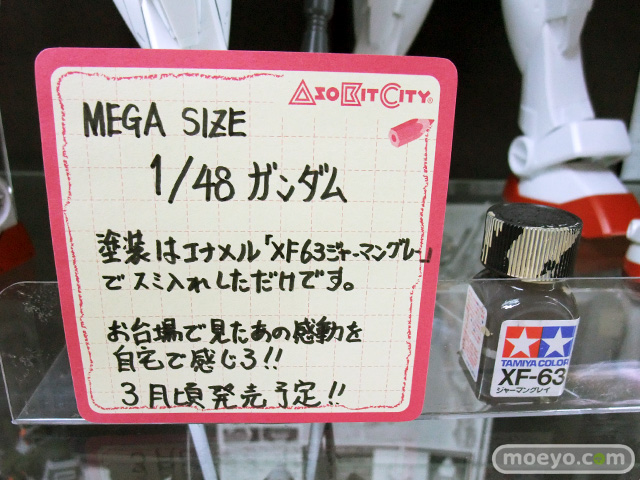 ASOBITCITY®
MEGA SIZE
1/48 ガンダム
塗装はエナメル「XF63ジャーマングレー」
でスミ入れしただけです。
お台場で見たあの感動を
自宅で感じろ!!
3月頃発売予定!!
TAMIYA COLOR
XF-63
ジャーマングレイ
moeyo.com